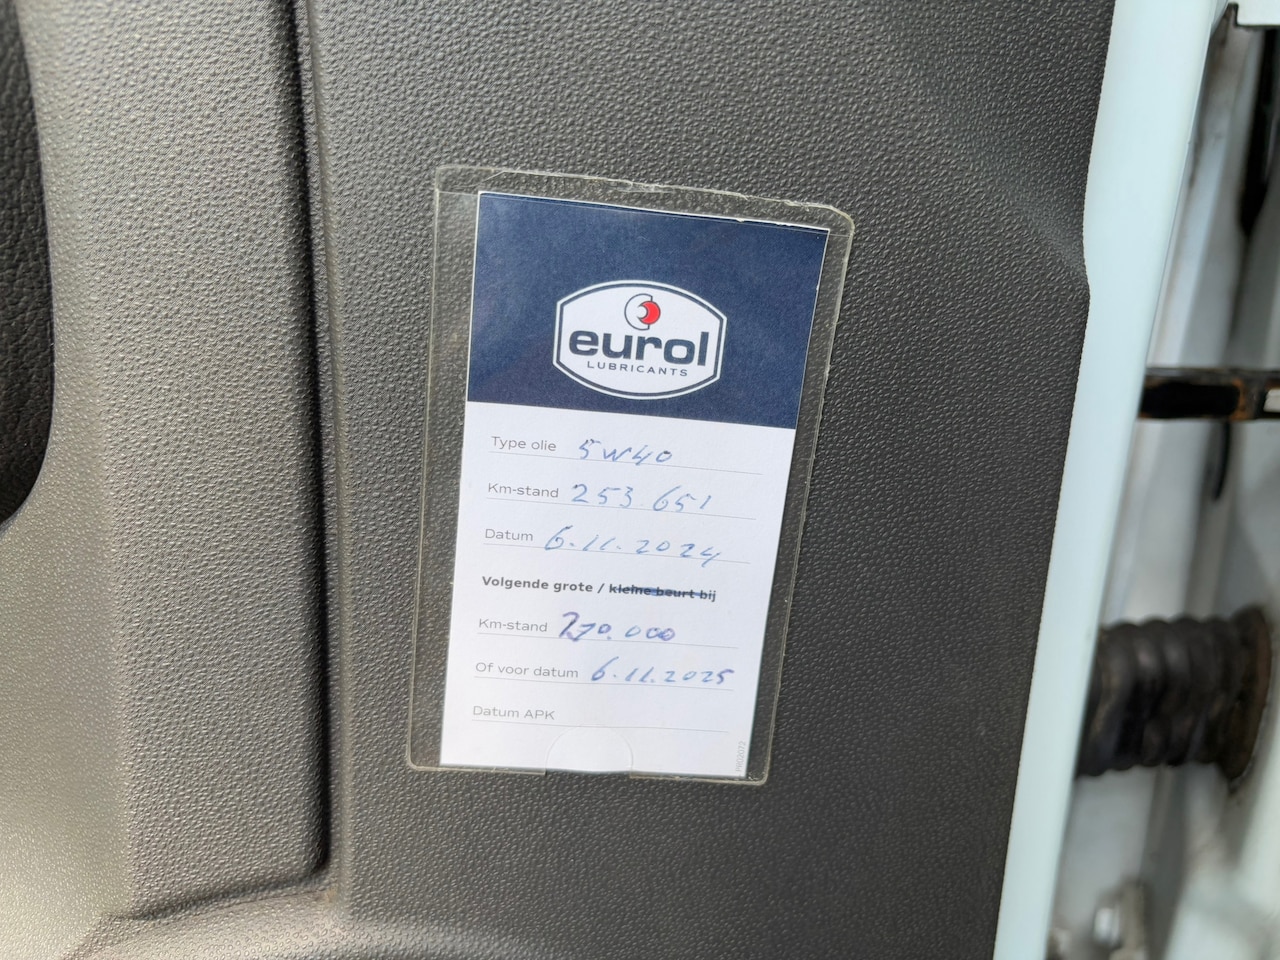 eurol
LUBRICANTS
Type olie 5W40
Km-stand 253.651
Datum 6.11.2024
Volgende grote / kleine beurt bij
Km-stand 270.000
Of voor datum 6.11.2025
Datum APK